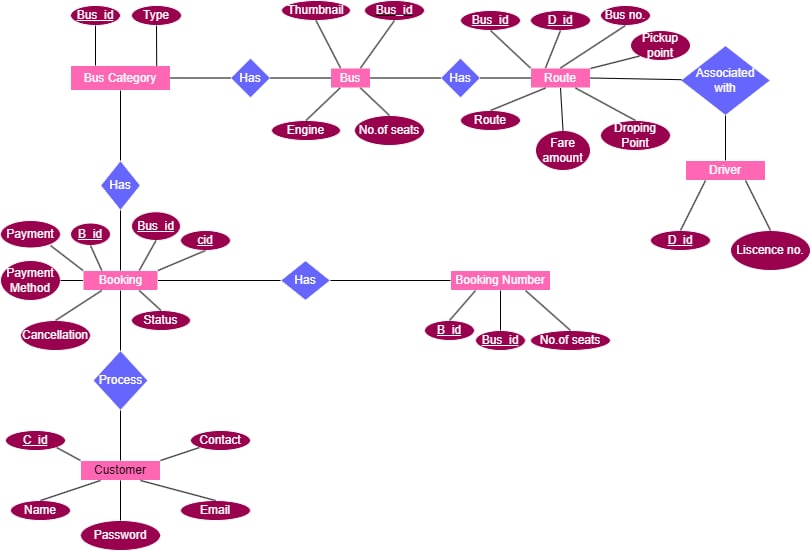 Thumbnail
Bus_id
Bus_id
Type
Bus_id
D_id
Bus no.
Pickup
point
Bus Category
Has
Bus
Has
Route
Associated
with
Engine
No.of seats
Route
Fare
amount
Droping
Point
Driver
Has
D_id
Liscence no.
Payment
B_id
Bus_id
cid
Payment
Method
Booking
Has
Booking Number
Cancellation
Status
B_id
Bus_id
No.of seats
Process
C_id
Contact
Customer
Name
Password
Email